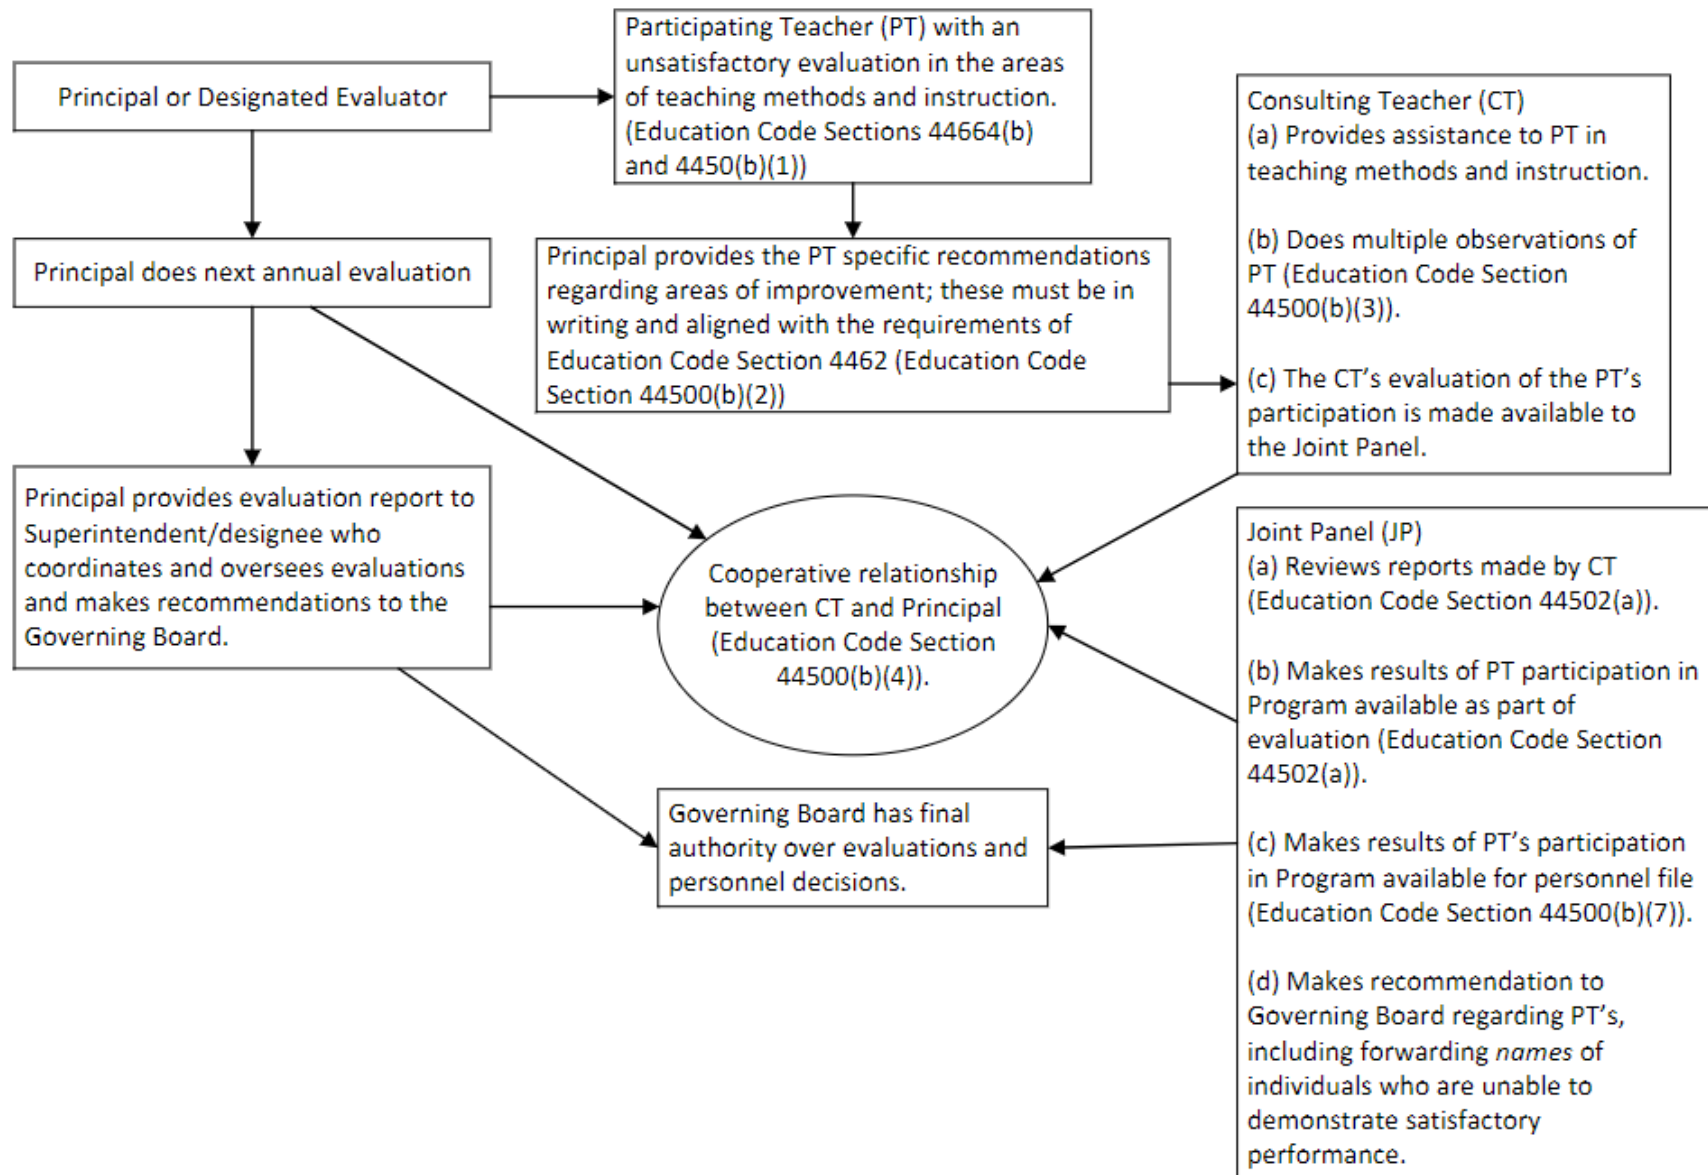 Principal or Designated Evaluator
Participating Teacher (PT) with an
unsatisfactory evaluation in the areas
of teaching methods and instruction.
(Education Code Sections 44664(b)
and 4450(b)(1))
Principal does next annual evaluation
Principal provides the PT specific recommendations
regarding areas of improvement; these must be in
writing and aligned with the requirements of
Education Code Section 4462 (Education Code
Section 44500(b)(2))
Consulting Teacher (CT)
(a) Provides assistance to PT in
teaching methods and instruction.
(b) Does multiple observations of
PT (Education Code Section
44500(b)(3)).
(c) The CT’s evaluation of the PT’s
participation is made available to
the Joint Panel.
Principal provides evaluation report to
Superintendent/designee who
coordinates and oversees evaluations
and makes recommendations to the
Governing Board.
Cooperative relationship
between CT and Principal
(Education Code Section
44500(b)(4)).
Joint Panel (JP)
(a) Reviews reports made by CT
(Education Code Section 44502(a)).
(b) Makes results of PT participation in
Program available as part of
evaluation (Education Code Section
44502(a)).
(c) Makes results of PT’s participation
in Program available for personnel file
(Education Code Section 44500(b)(7)).
(d) Makes recommendation to
Governing Board regarding PT’s,
including forwarding names of
individuals who are unable to
demonstrate satisfactory
performance.
Governing Board has final
authority over evaluations and
personnel decisions.